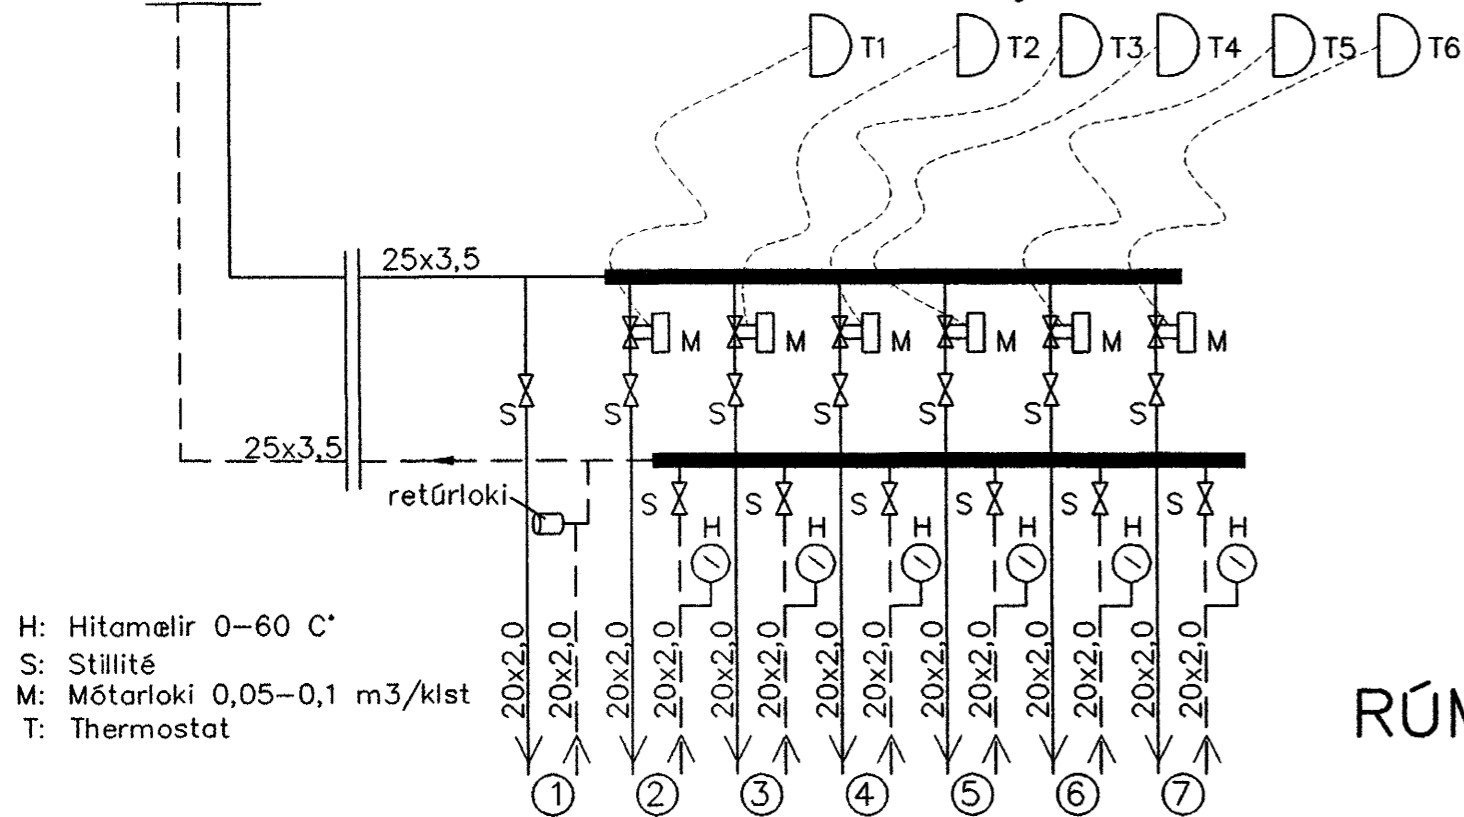 T1 T2 T3 T4 T5 T6
25x3,5
M M M M M M
S S S S S S S
25x3,5
retúrloki
S S S S S S
H H H H H H
H: Hitamælir 0–60 C°
S: Stillité
M: Mótarloki 0,05–0,1 m3/klst
T: Thermostat
20x2,0 20x2,0 20x2,0 20x2,0 20x2,0 20x2,0 20x2,0 20x2,0 20x2,0 20x2,0 20x2,0 20x2,0 20x2,0 20x2,0
1 2 3 4 5 6 7